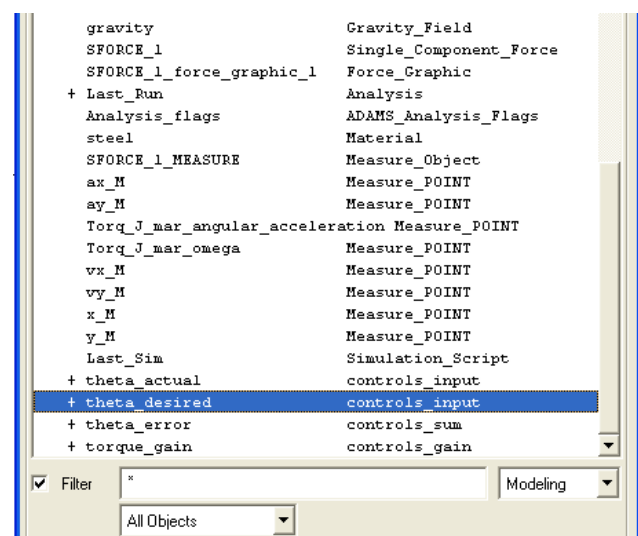 gravity Gravity_Field
SFORCE_1 Single_Component_Force
SFORCE_1_force_graphic_1 Force_Graphic
+ Last_Run Analysis
Analysis_flags ADAMS_Analysis_Flags
steel Material
SFORCE_1_MEASURE Measure_Object
ax_M Measure_POINT
ay_M Measure_POINT
Torq_J_mar_angular_acceleration Measure_POINT
Torq_J_mar_omega Measure_POINT
vx_M Measure_POINT
vy_M Measure_POINT
x_M Measure_POINT
y_M Measure_POINT
Last_Sim Simulation_Script
+ theta_actual controls_input
+ theta_desired controls_input
+ theta_error controls_sum
+ torque_gain controls_gain
Filter * Modeling
All Objects